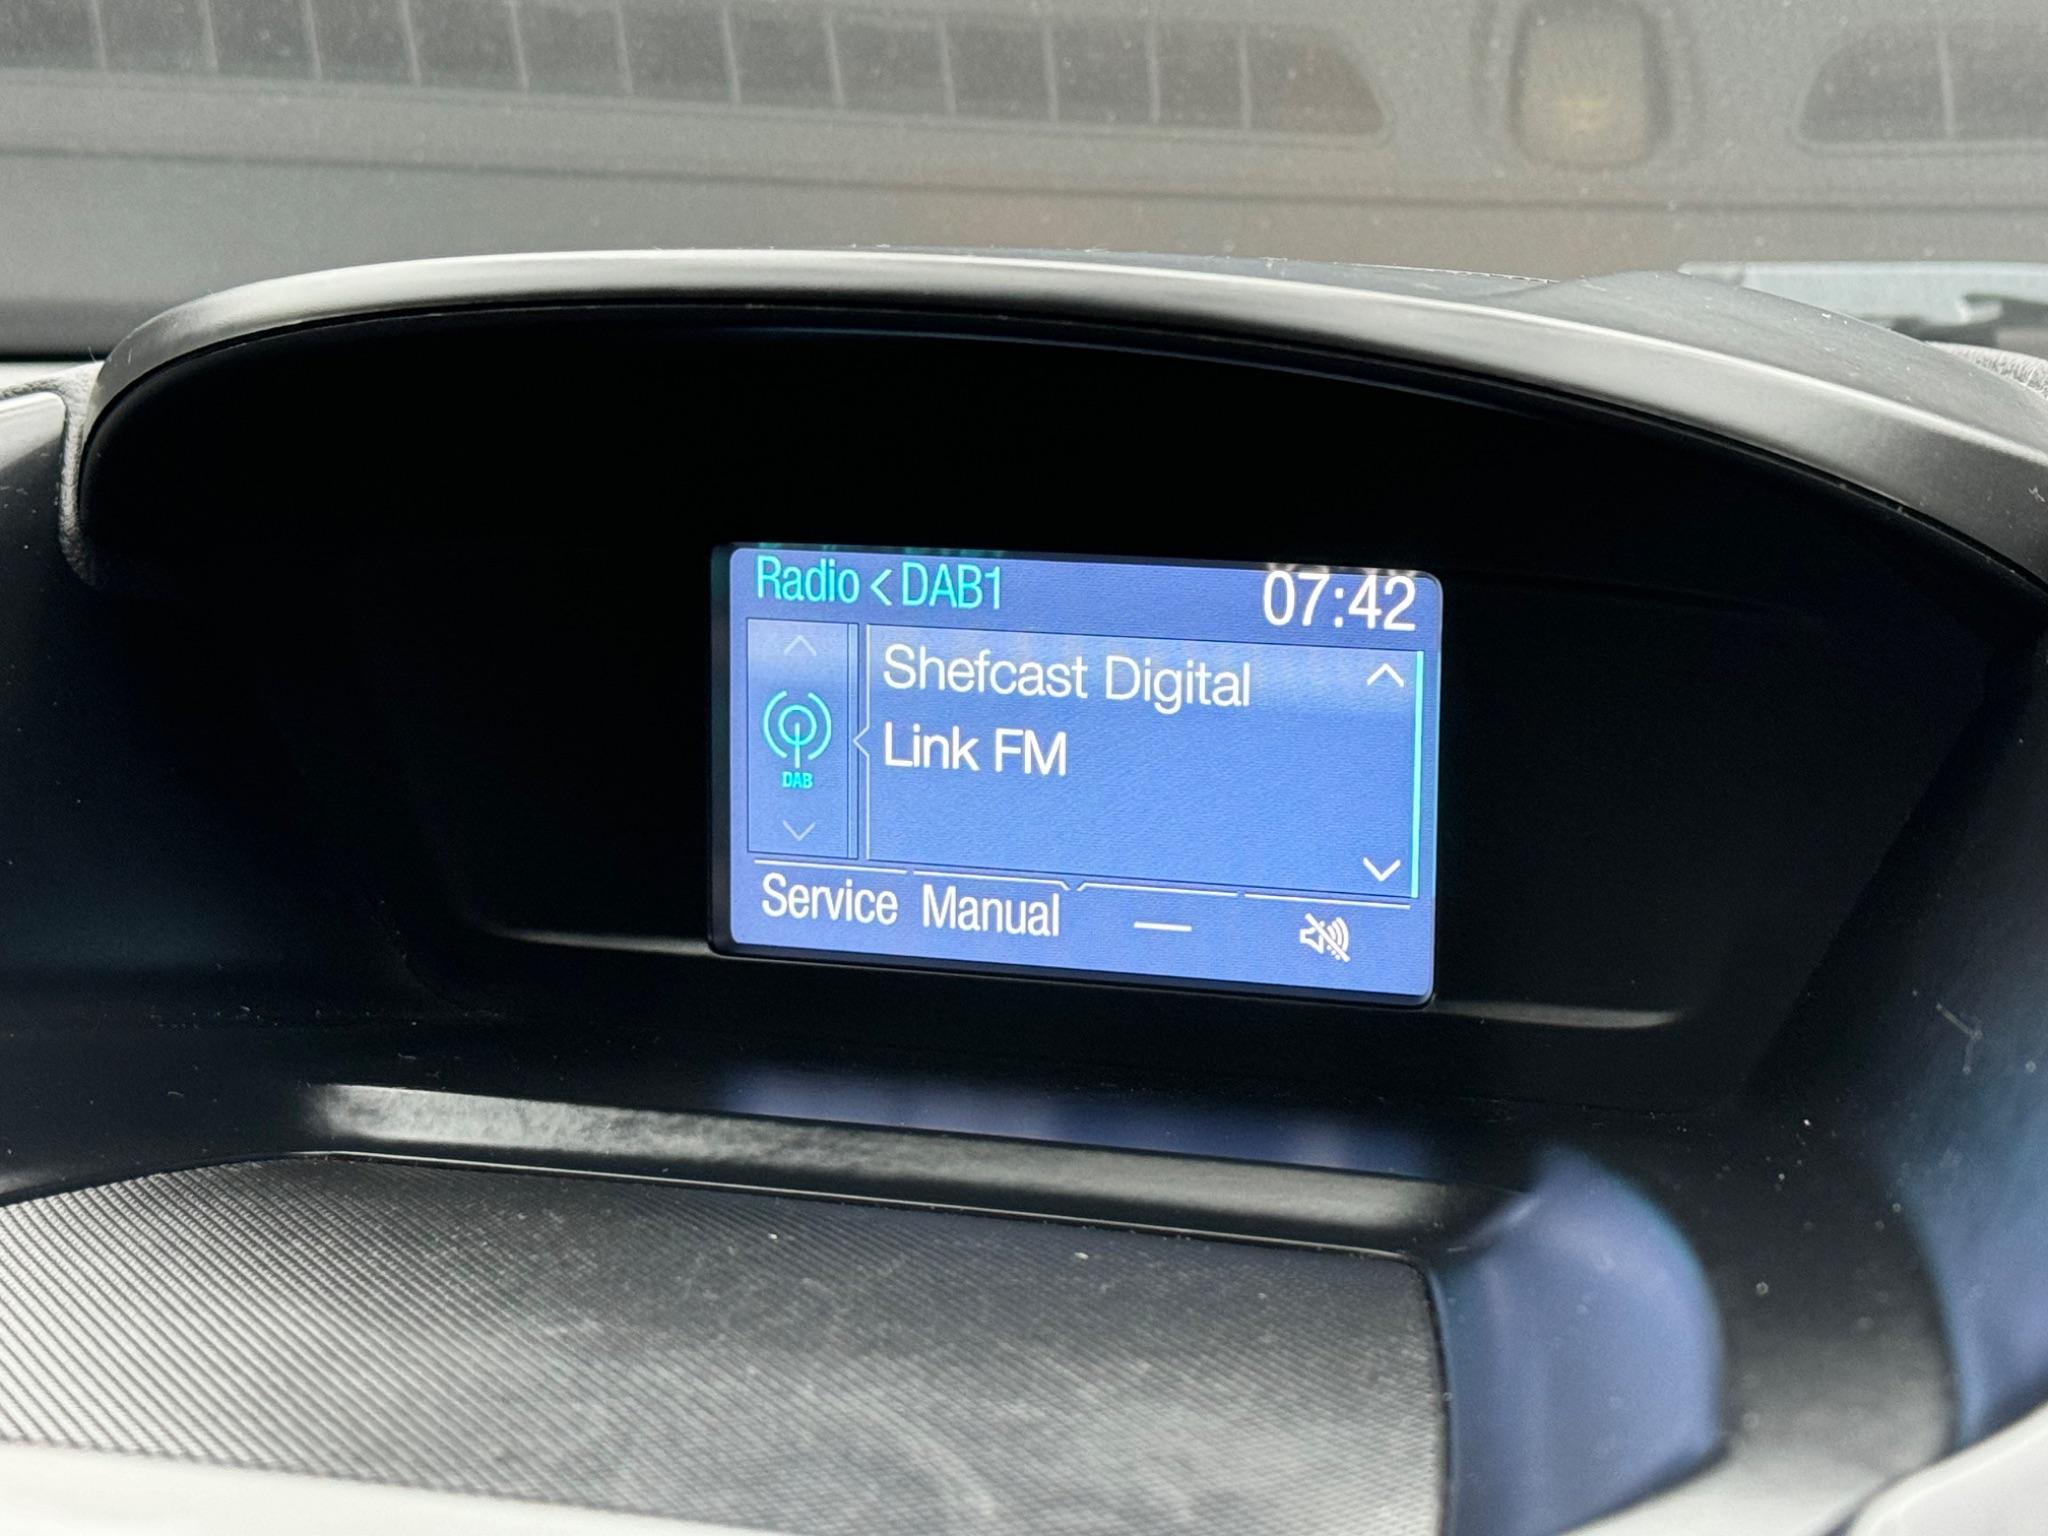 Radio < DAB1 07:42
Shefcast Digital
Link FM
DAB
Service Manual